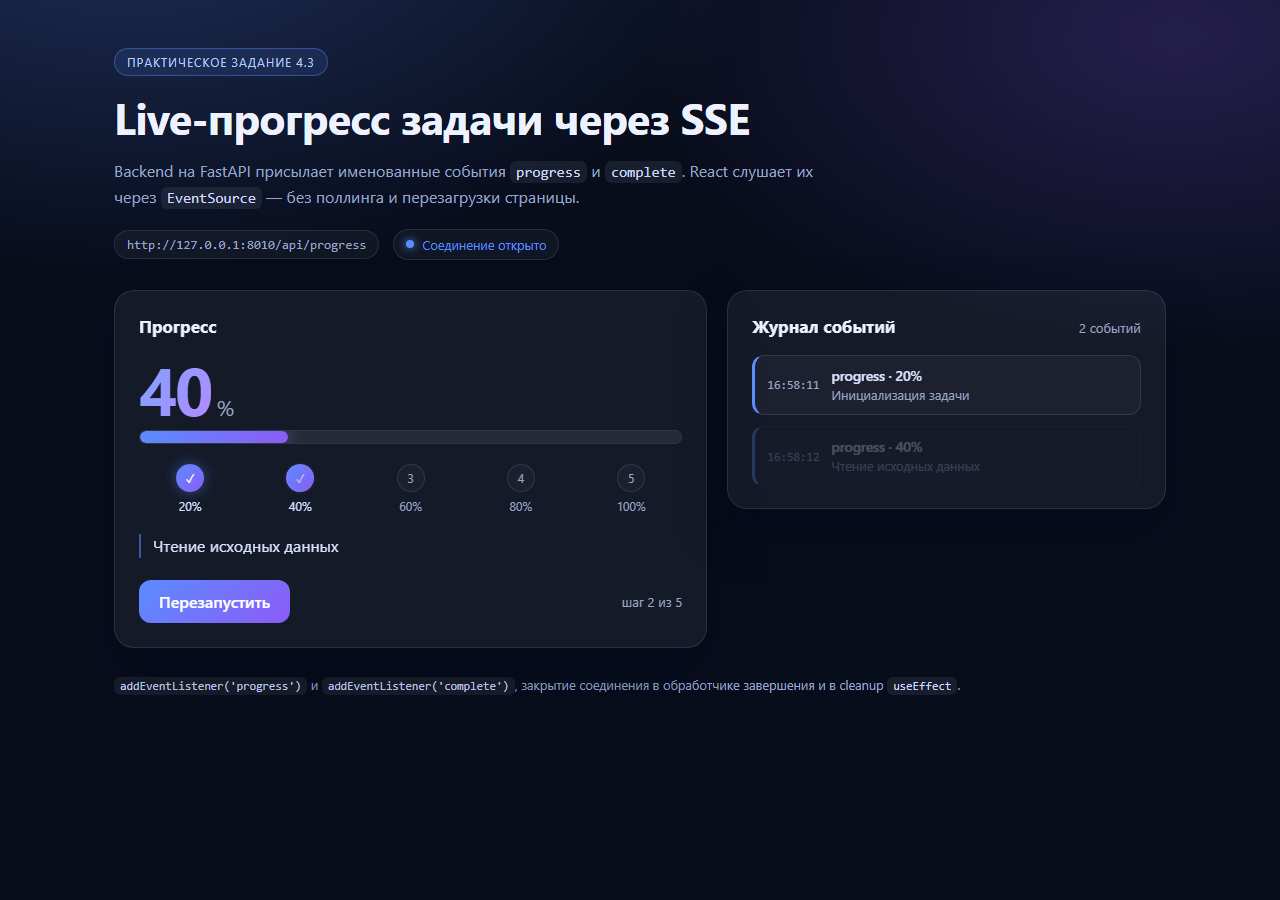 ПРАКТИЧЕСКОЕ ЗАДАНИЕ 4.3
Live-прогресс задачи через SSE
Backend на FastAPI присылает именованные события progress и complete. React слушает их
через EventSource — без поллинга и перезагрузки страницы.
http://127.0.0.1:8010/api/progress
Соединение открыто
Прогресс
40 %
✓ ✓ 3 4 5
20% 40% 60% 80% 100%
Чтение исходных данных
Перезапустить
шаг 2 из 5
Журнал событий
2 событий
16:58:11
progress · 20%
Инициализация задачи
16:58:12
progress · 40%
Чтение исходных данных
addEventListener('progress') и addEventListener('complete'), закрытие соединения в обработчике завершения и в cleanup useEffect.